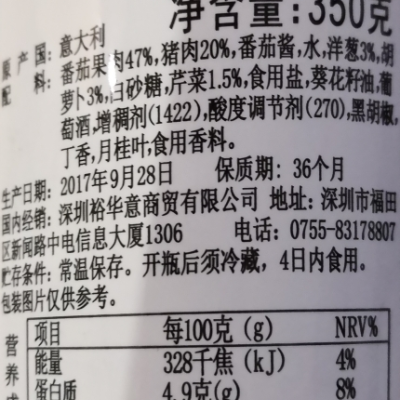 净含量:350克
原产国:意大利
配料:番茄果肉47%,猪肉20%,番茄酱,水,洋葱3%,胡
萝卜3%,白砂糖,芹菜1.5%,食用盐,葵花籽油,葡
萄酒,增稠剂(1422),酸度调节剂(270),黑胡椒,
丁香,月桂叶,食用香料。
生产日期:2017年9月28日 保质期:36个月
国内经销:深圳裕华意商贸有限公司 地址:深圳市福田
区新闻路中电信息大厦1306 电话:0755-83178807
贮存条件:常温保存。开瓶后须冷藏,4日内食用。
包装图片仅供参考。
项目 每100克(g) NRV%
能量 328千焦(kJ) 4%
蛋白质 4.9克(g) 8%
营养成